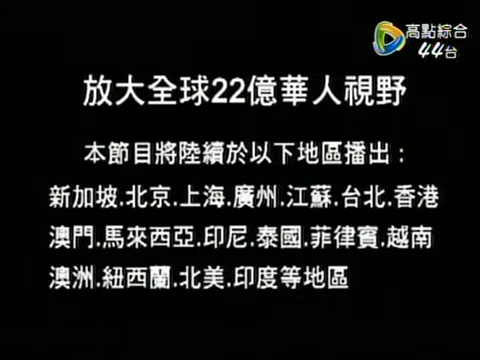 高點綜合
44台
放大全球22億華人視野
本節目將陸續於以下地區播出：
新加坡.北京.上海.廣州.江蘇.台北.香港
澳門.馬來西亞.印尼.泰國.菲律賓.越南
澳洲.紐西蘭.北美.印度等地區